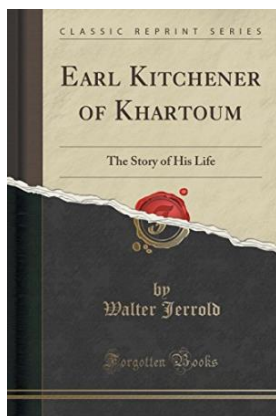 CLASSIC REPRINT SERIES
EARL KITCHENER
OF KHARTOUM
The Story of His Life
by
Walter Jerrold
Forgotten Books